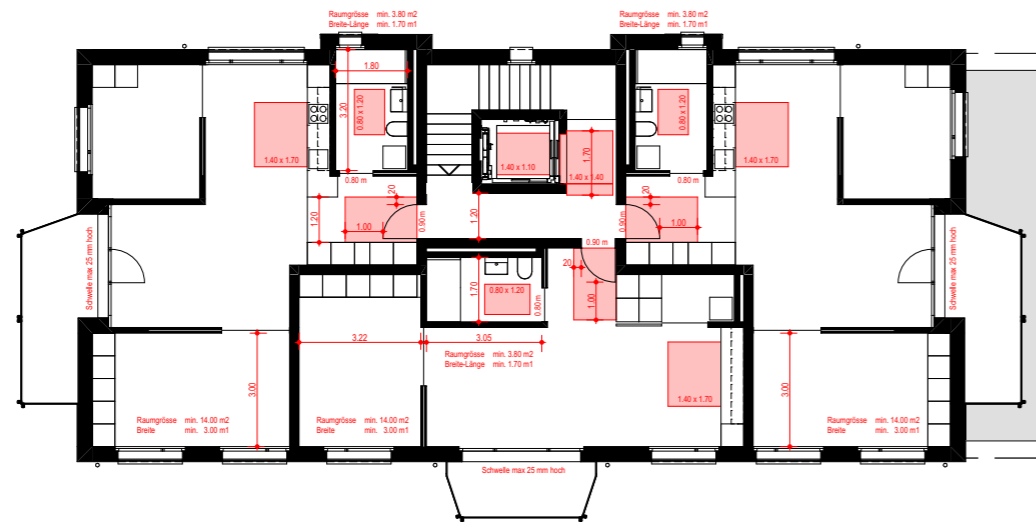 Raumgrösse min. 3.80 m2
Breite-Länge min. 1.70 m1
Raumgrösse min. 3.80 m2
Breite-Länge min. 1.70 m1
1.80
3.20
0.80 x 1.20
1.40 x 1.70
0.80 m
1.40 x 1.10
1.70
1.40 x 1.40
0.80 x 1.20
1.40 x 1.70
0.80 m
20
1.20
1.00
0.90 m
1.20
0.90 m
20
1.00
Schwelle max 25 mm hoch
0.90 m
20
1.00
1.70
0.80 x 1.20
0.80 m
Schwelle max 25 mm hoch
3.22
3.05
Raumgrösse min. 3.80 m2
Breite-Länge min. 1.70 m1
3.00
1.40 x 1.70
3.00
Raumgrösse min. 14.00 m2
Breite min. 3.00 m1
Raumgrösse min. 14.00 m2
Breite min. 3.00 m1
Raumgrösse min. 14.00 m2
Breite min. 3.00 m1
Schwelle max 25 mm hoch